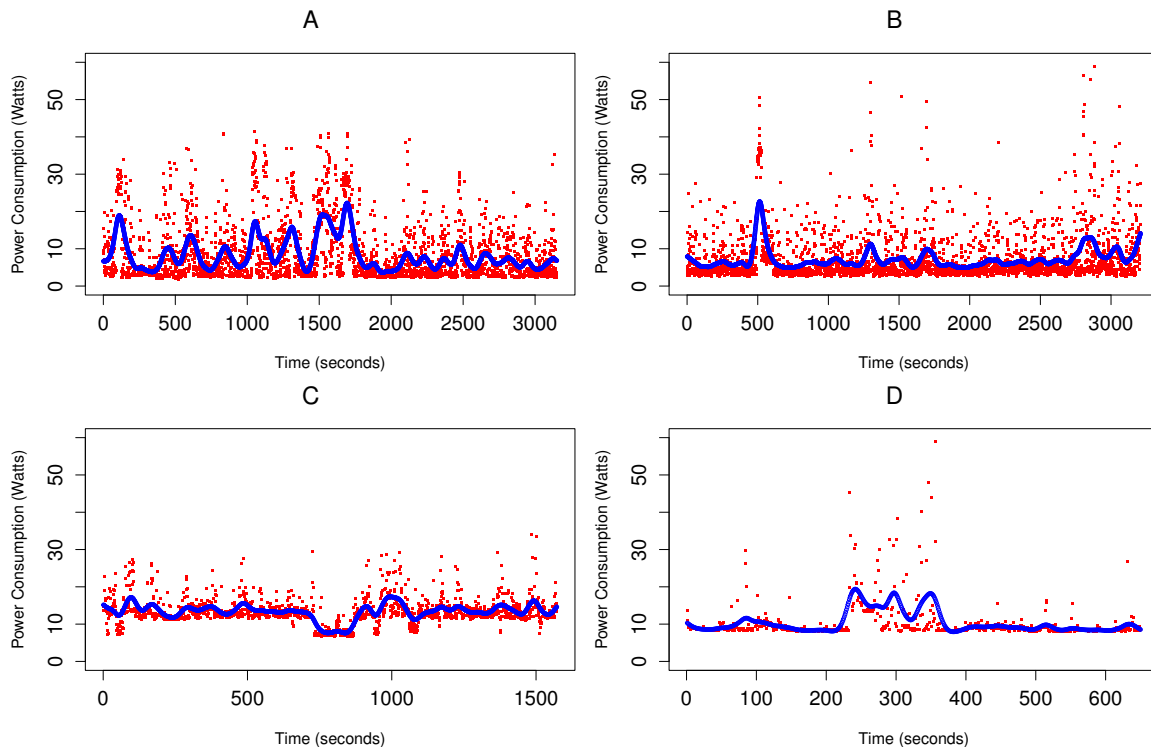 A
Power Consumption (Watts)
0 10 30 50
0 500 1000 1500 2000 2500 3000
Time (seconds)
B
Power Consumption (Watts)
0 10 30 50
0 500 1000 1500 2000 2500 3000
Time (seconds)
C
Power Consumption (Watts)
0 10 30 50
0 500 1000 1500
Time (seconds)
D
Power Consumption (Watts)
0 10 30 50
0 100 200 300 400 500 600
Time (seconds)